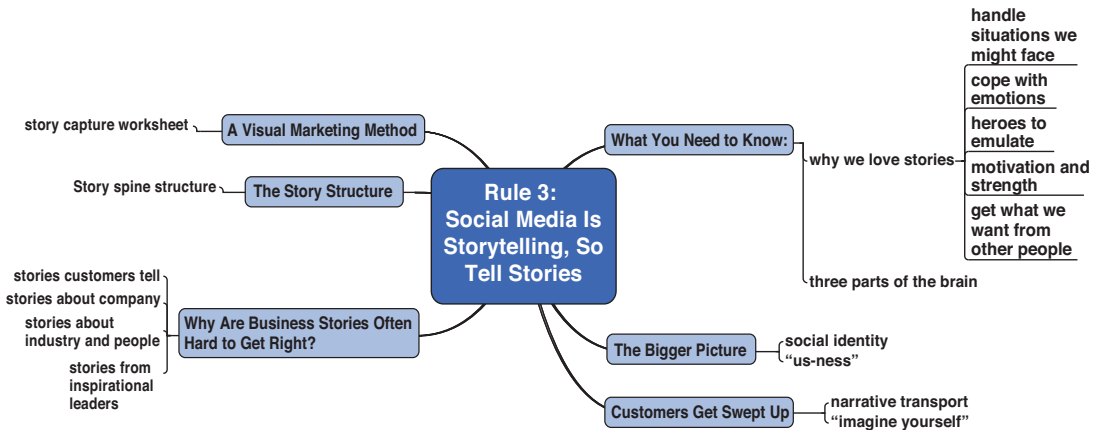 Rule 3:
Social Media Is
Storytelling, So
Tell Stories
What You Need to Know:
why we love stories
handle
situations we
might face
cope with
emotions
heroes to
emulate
motivation and
strength
get what we
want from
other people
three parts of the brain
The Bigger Picture
social identity
“us-ness”
Customers Get Swept Up
narrative transport
“imagine yourself”
A Visual Marketing Method
story capture worksheet
The Story Structure
Story spine structure
Why Are Business Stories Often
Hard to Get Right?
stories customers tell
stories about company
stories about
industry and people
stories from
inspirational
leaders